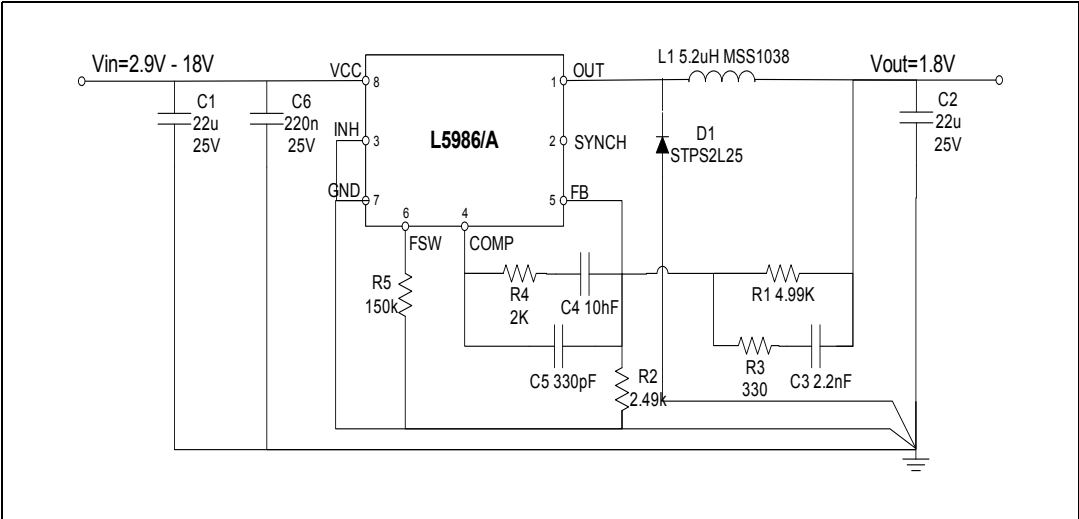 Vin=2.9V - 18V
C1
22u
25V
C6
220n
25V
VCC
8
INH
3
GND
7
L5986/A
OUT
1
SYNCH
2
FB
5
6
FSW
4
COMP
L1 5.2uH MSS1038
Vout=1.8V
D1
STPS2L25
C2
22u
25V
R5
150k
R4
2K
C4 10hF
C5 330pF
R2
2.49k
R1 4.99K
R3
330
C3 2.2nF